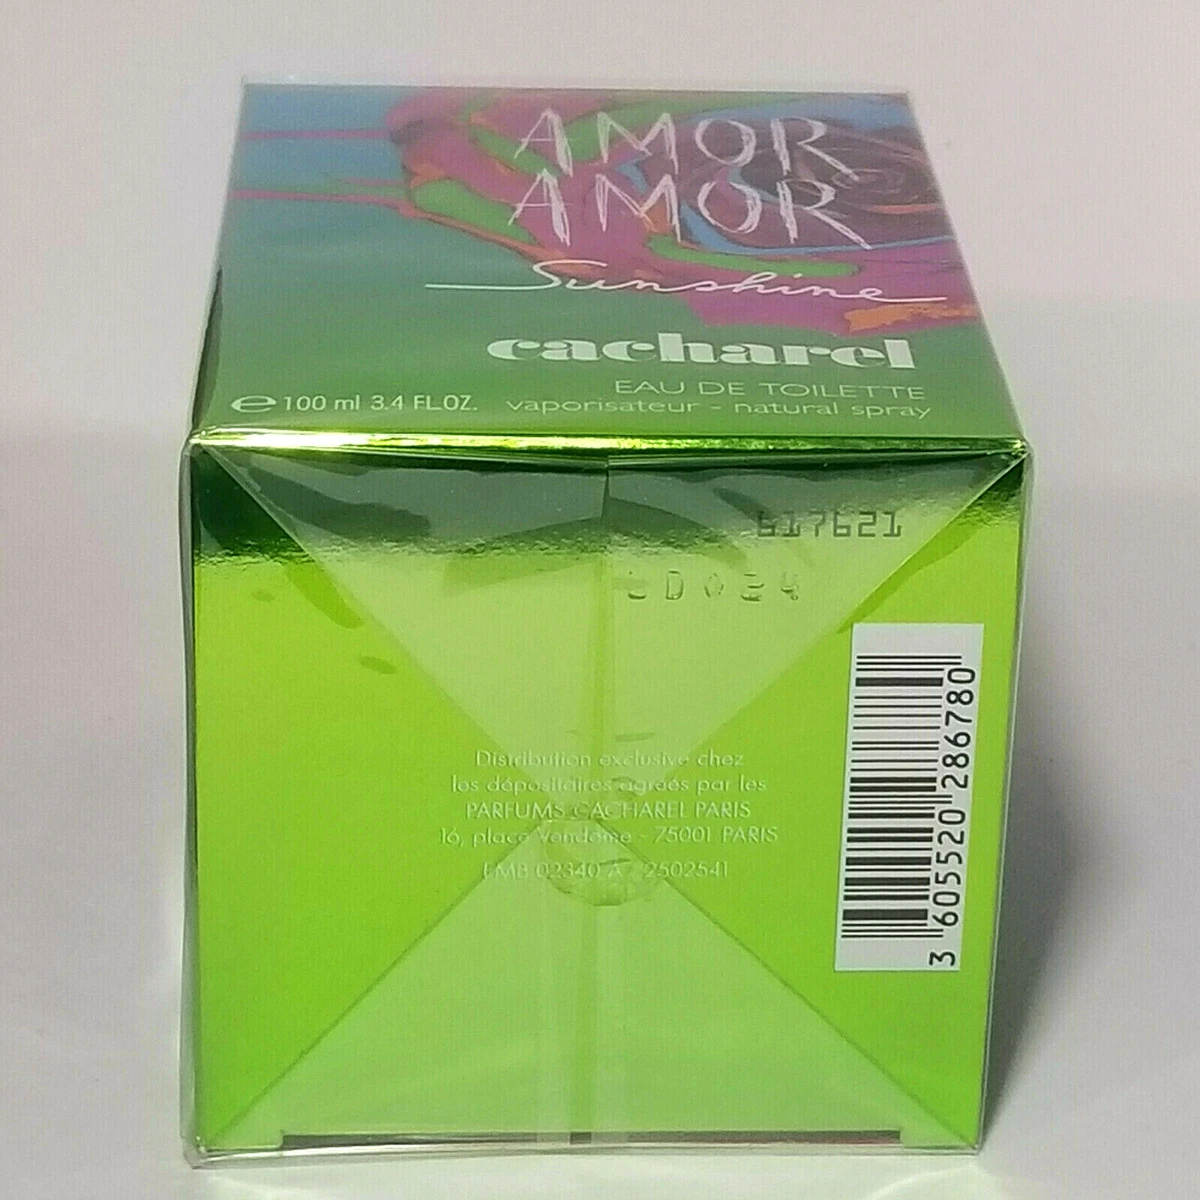 AMOR
AMOR
Sunshine
cacharel
EAU DE TOILETTE
℮ 100 ml 3.4 FL.OZ. vaporisateur - natural spray
617621
Distribution exclusive chez
les dépositaires agréés par les
PARFUMS CACHAREL PARIS
16, place Vendôme - 75001 PARIS
EMB 02340 A - 2502541
3 605520 286780